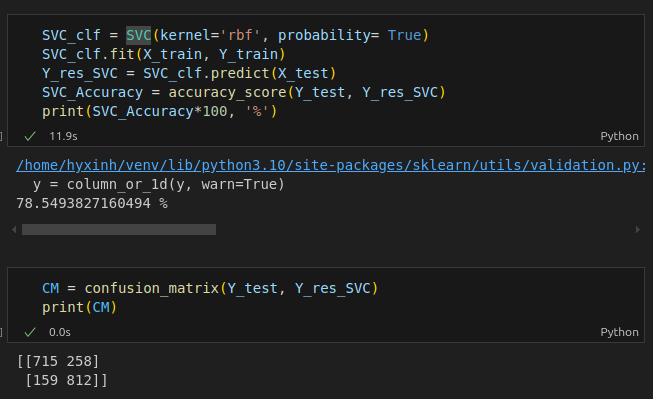 SVC_clf = SVC(kernel='rbf', probability= True)
SVC_clf.fit(X_train, Y_train)
Y_res_SVC = SVC_clf.predict(X_test)
SVC_Accuracy = accuracy_score(Y_test, Y_res_SVC)
print(SVC_Accuracy*100, '%')
] 11.9s Python
/home/hyxinh/venv/lib/python3.10/site-packages/sklearn/utils/validation.py:
y = column_or_1d(y, warn=True)
78.5493827160494 %
CM = confusion_matrix(Y_test, Y_res_SVC)
print(CM)
] 0.0s Python
[[715 258]
[159 812]]